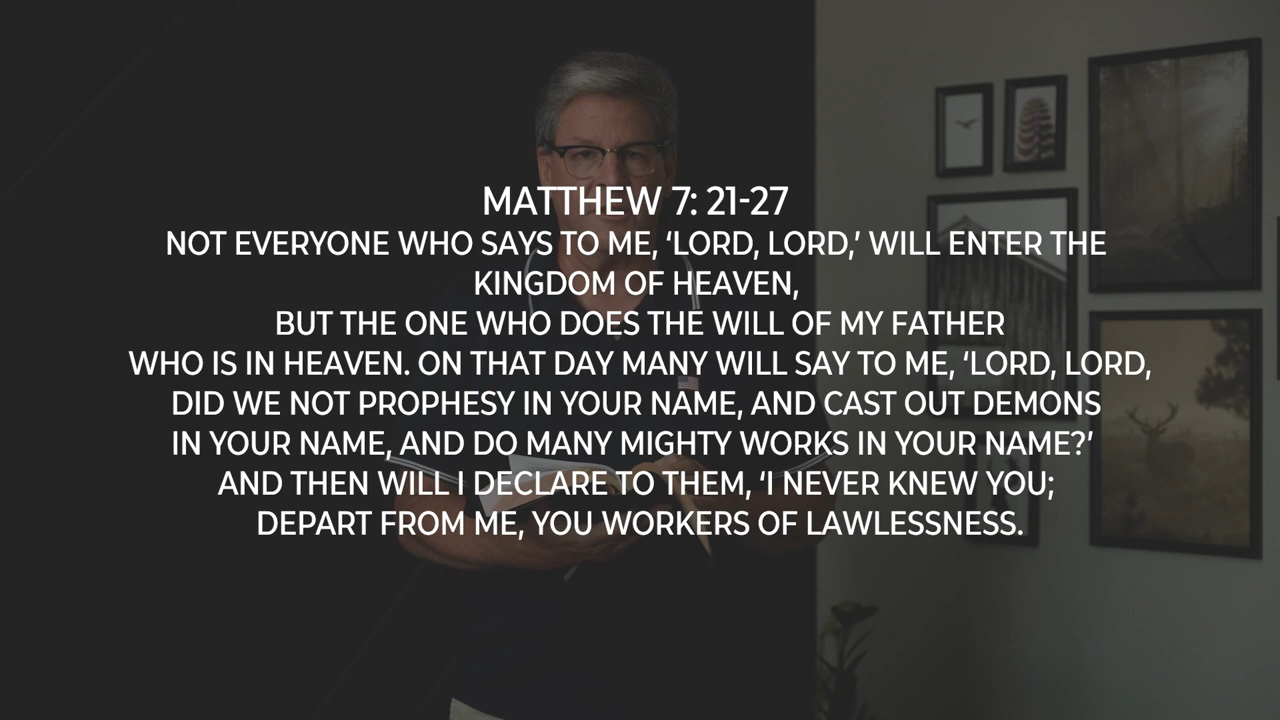 MATTHEW 7: 21-27
NOT EVERYONE WHO SAYS TO ME, ‘LORD, LORD,’ WILL ENTER THE
KINGDOM OF HEAVEN,
BUT THE ONE WHO DOES THE WILL OF MY FATHER
WHO IS IN HEAVEN. ON THAT DAY MANY WILL SAY TO ME, ‘LORD, LORD,
DID WE NOT PROPHESY IN YOUR NAME, AND CAST OUT DEMONS
IN YOUR NAME, AND DO MANY MIGHTY WORKS IN YOUR NAME?’
AND THEN WILL I DECLARE TO THEM, ‘I NEVER KNEW YOU;
DEPART FROM ME, YOU WORKERS OF LAWLESSNESS.